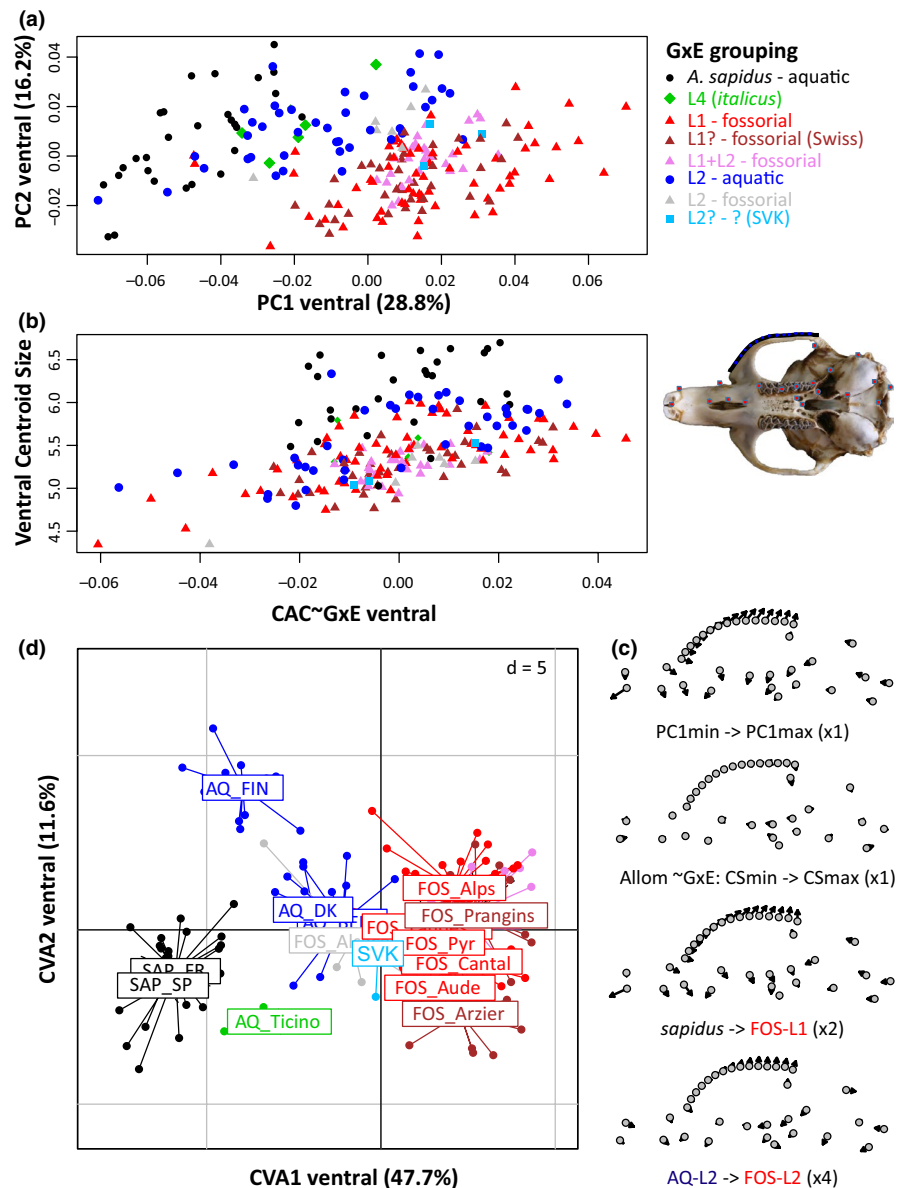 (a)
PC2 ventral (16.2%)
0.04
0.02
0.00
−0.02
−0.06
−0.04
−0.02
0.00
0.02
0.04
0.06
PC1 ventral (28.8%)
GxE grouping
A. sapidus - aquatic
L4 (italicus)
L1 - fossorial
L1? - fossorial (Swiss)
L1+L2 - fossorial
L2 - aquatic
L2 - fossorial
L2? - ? (SVK)
(b)
Ventral Centroid Size
6.5
6.0
5.5
5.0
4.5
−0.06
−0.04
−0.02
0.00
0.02
0.04
CAC~GxE ventral
(d)
d = 5
CVA2 ventral (11.6%)
AQ_FIN
AQ_DK
FOS_Alps
FOS_Prangins
FOS
FOS_Pyr
SVK
FOS_Cantal
FOS_Aude
FOS_Arzier
SAP_FR
SAP_SP
AQ_Ticino
CVA1 ventral (47.7%)
(c)
PC1min -> PC1max (x1)
Allom ~GxE: CSmin -> CSmax (x1)
sapidus -> FOS-L1 (x2)
AQ-L2 -> FOS-L2 (x4)